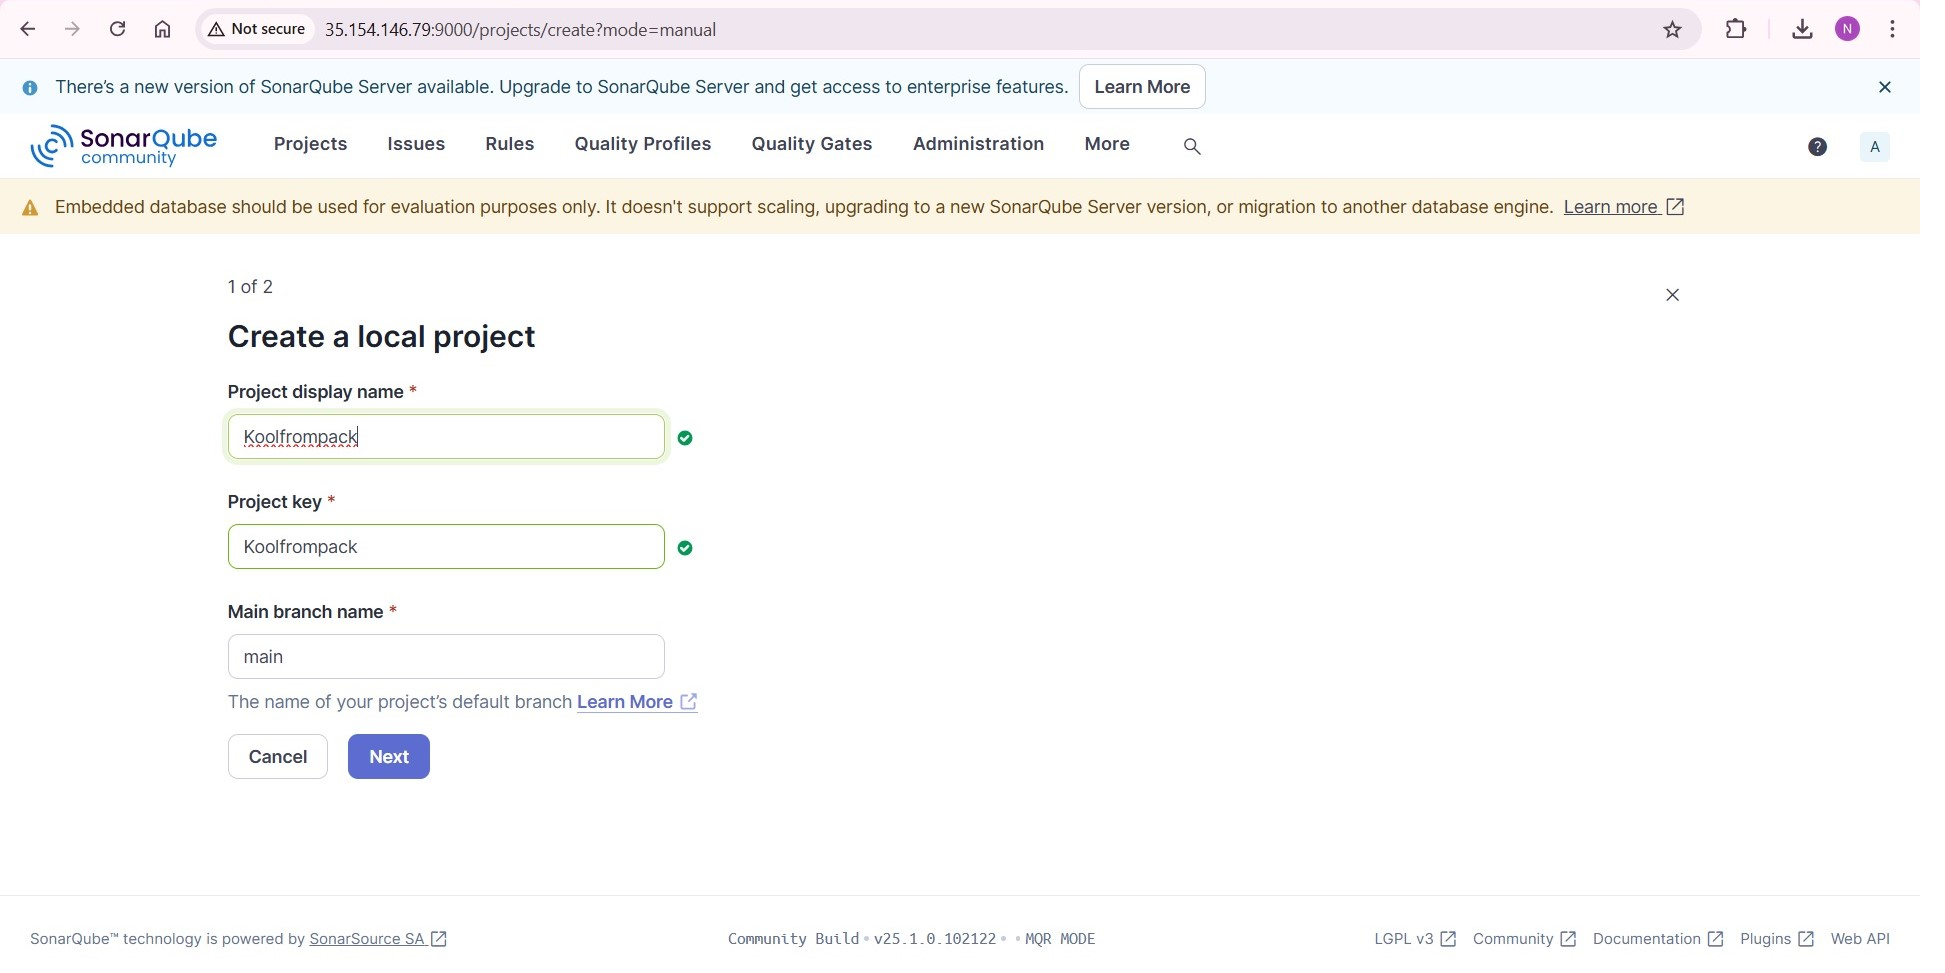 Not secure 35.154.146.79:9000/projects/create?mode=manual N
There's a new version of SonarQube Server available. Upgrade to SonarQube Server and get access to enterprise features. Learn More
SonarQube community Projects Issues Rules Quality Profiles Quality Gates Administration More ? A
Embedded database should be used for evaluation purposes only. It doesn't support scaling, upgrading to a new SonarQube Server version, or migration to another database engine. Learn more
1 of 2
Create a local project
Project display name *
Koolfrompack
Project key *
Koolfrompack
Main branch name *
main
The name of your project's default branch Learn More
Cancel Next
SonarQube™ technology is powered by SonarSource SA Community Build • v25.1.0.102122 • • MQR MODE LGPL v3 Community Documentation Plugins Web API